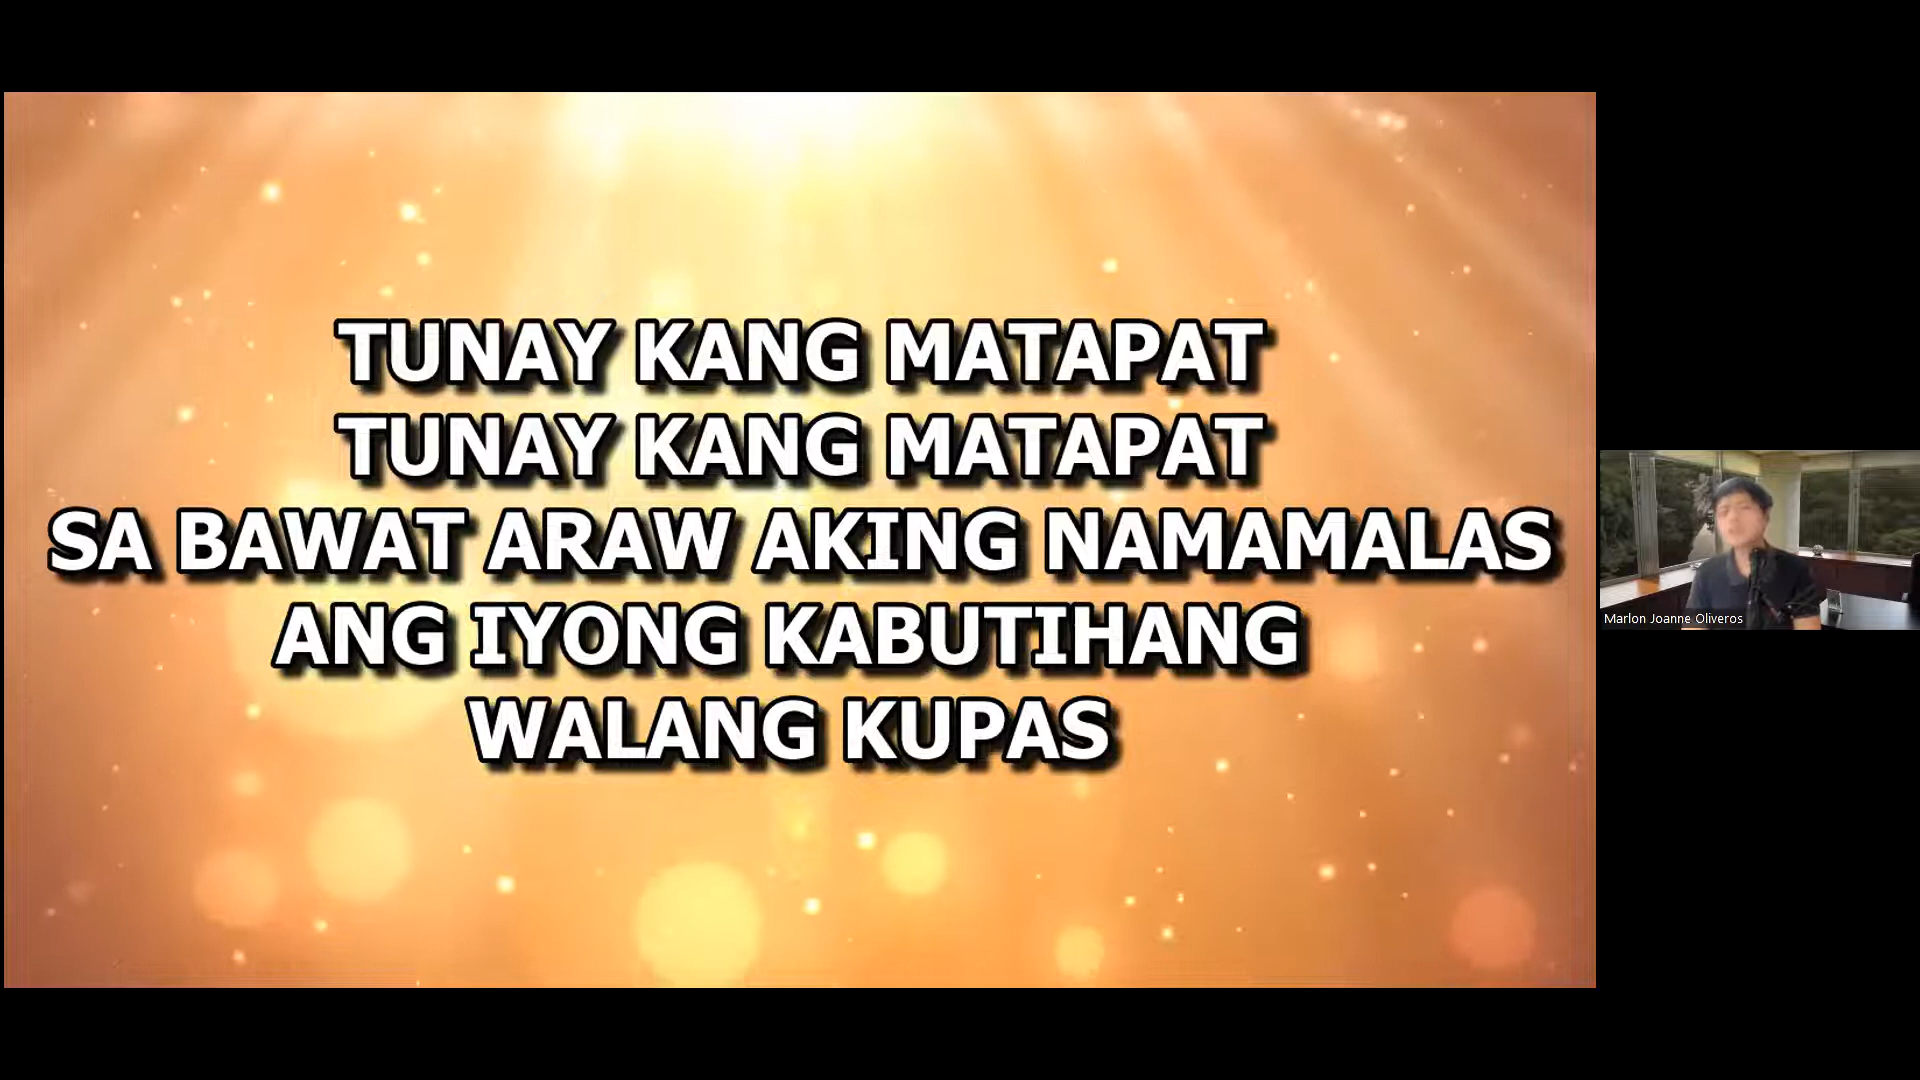 TUNAY KANG MATAPAT
TUNAY KANG MATAPAT
SA BAWAT ARAW AKING NAMAMALAS
ANG IYONG KABUTIHANG
WALANG KUPAS
Marlon Joanne Oliveros